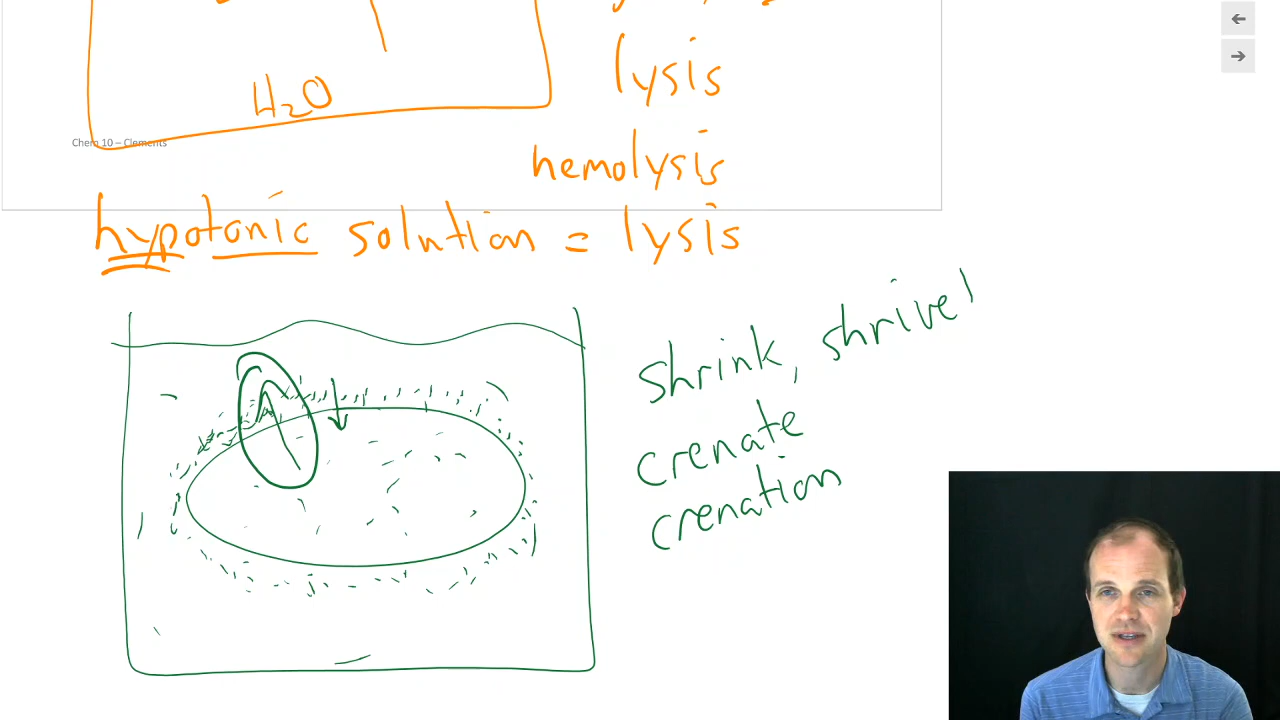 lysis
H₂O
Chem 10 – Clements
hemolysis
hypotonic solution = lysis
shrink, shrivel
crenate
crenation